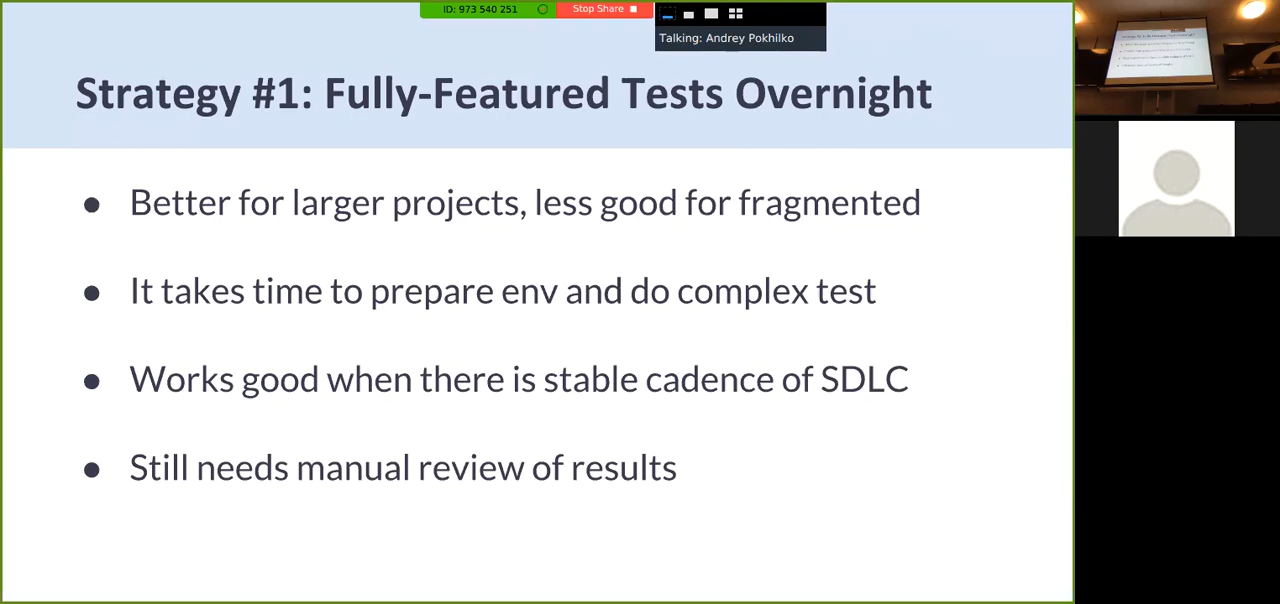 ID: 973 540 251
Stop Share
Talking: Andrey Pokhilko
Strategy #1: Fully-Featured Tests Overnight
● Better for larger projects, less good for fragmented
● It takes time to prepare env and do complex test
● Works good when there is stable cadence of SDLC
● Still needs manual review of results